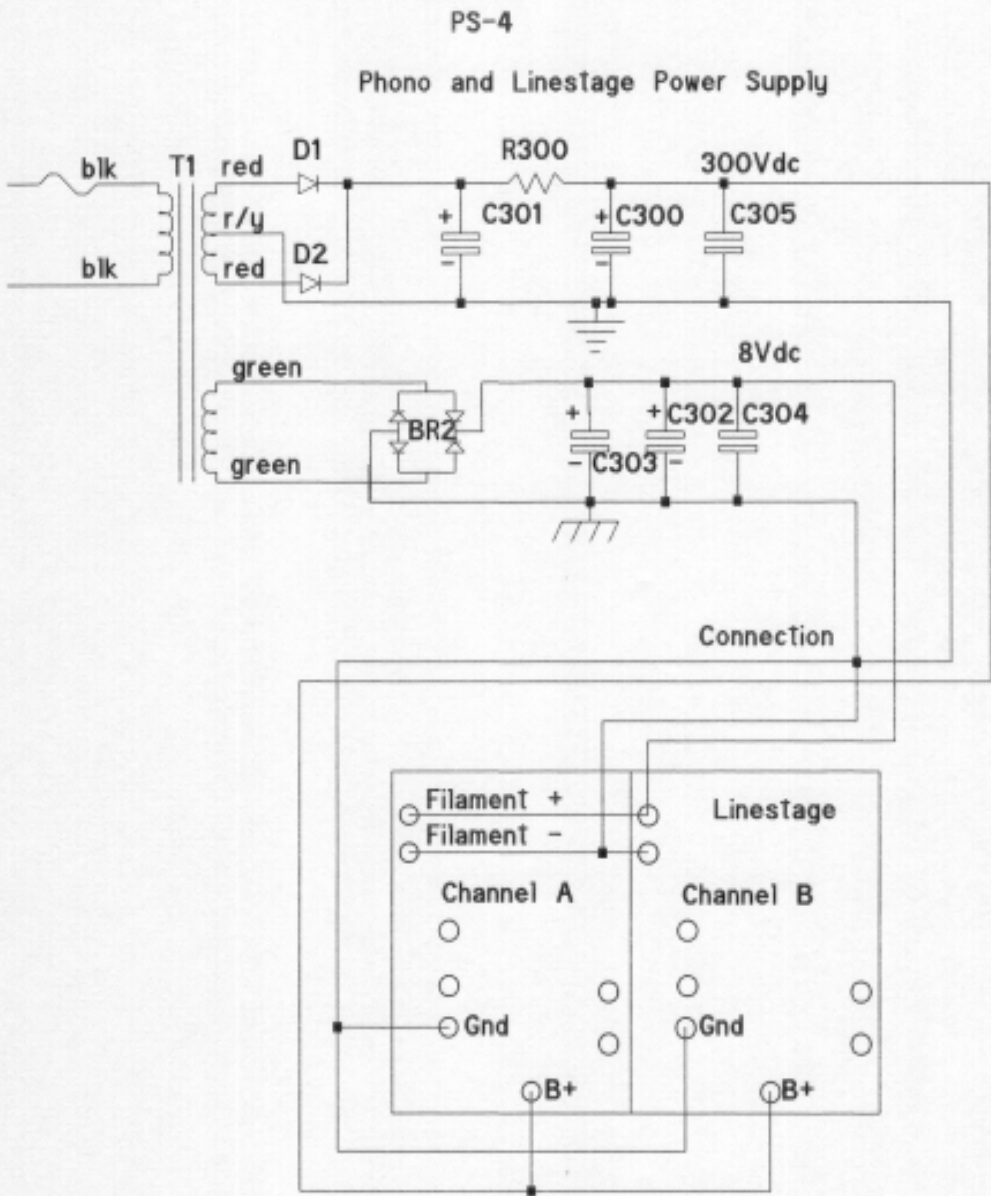 PS-4
Phono and Linestage Power Supply
blk T1 red D1 R300 300Vdc
r/y + C301 + C300 C305
D2
blk red - -
8Vdc
green
+ +C302 C304
BR2
- C303 -
green
Connection
Filament + Linestage
Filament -
Channel A Channel B
Gnd Gnd
B+ B+